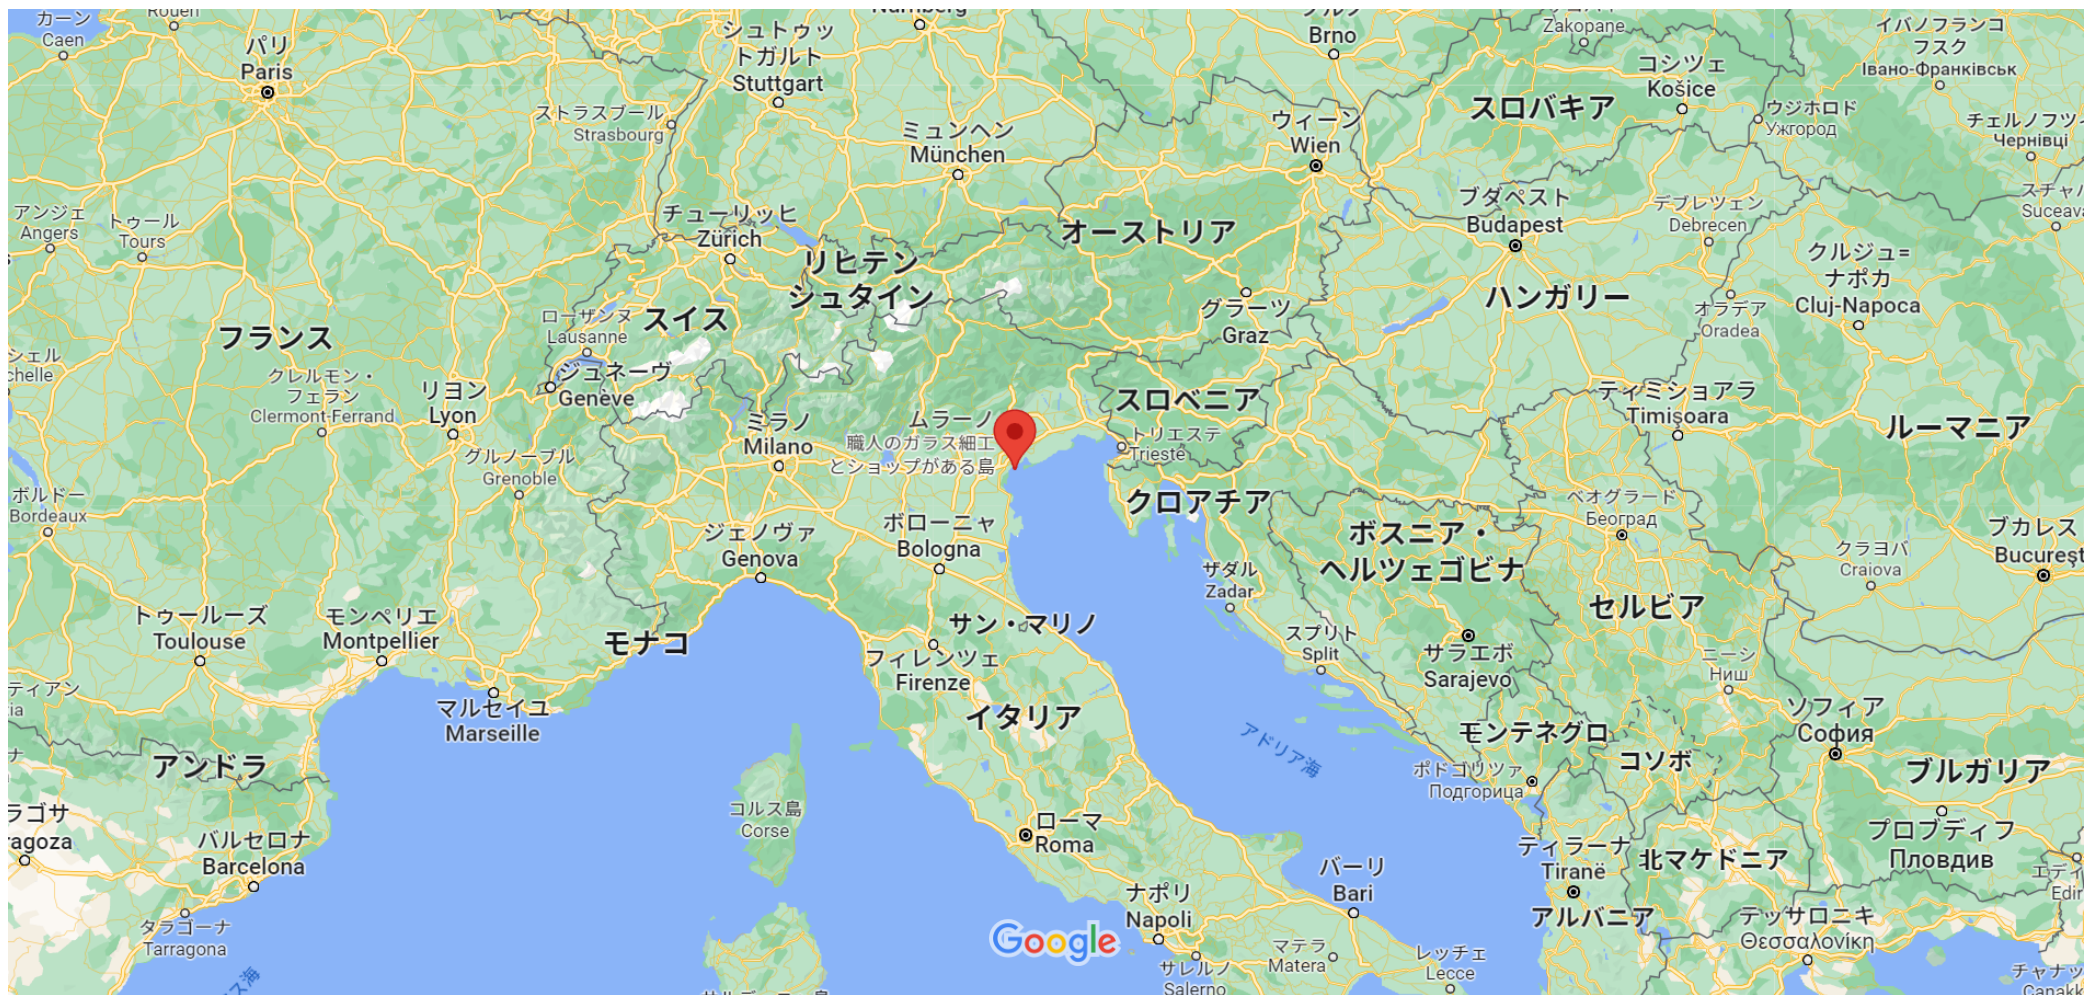 カーン
Caen
Rouen
パリ
Paris
Nürnberg
シュトゥッ
トガルト
Stuttgart
ストラスブール
Strasbourg
ミュンヘン
München
Brno
Zakopane
ウィーン
Wien
スロバキア
コシツェ
Košice
イバノフランコ
フスク
Івано-Франківськ
ウジホロド
Ужгород
Чернівці
Suceava
アンジェ
Angers
トゥール
Tours
チューリッヒ
Zürich
リヒテン
シュタイン
オーストリア
ブダペスト
Budapest
デブレツェン
Debrecen
クルジュ=
ナポカ
Cluj-Napoca
フランス
ローザンヌ
Lausanne
スイス
グラーツ
Graz
ハンガリー
オラデア
Oradea
シェル
chelle
クレルモン・
フェラン
Clermont-Ferrand
リヨン
Lyon
ジュネーヴ
Genève
ミラノ
Milano
ムラーノ
職人のガラス細工
とショップがある島
スロベニア
トリエステ
Trieste
ティミショアラ
Timișoara
ルーマニア
グルノーブル
Grenoble
ボルドー
Bordeaux
ジェノヴァ
Genova
ボローニャ
Bologna
クロアチア
ボスニア・
ヘルツェゴビナ
ベオグラード
Београд
クラヨバ
Craiova
ブカレス
Bucureșt
ザダル
Zadar
トゥールーズ
Toulouse
モンペリエ
Montpellier
モナコ
サン・マリノ
フィレンツェ
Firenze
スプリト
Split
サラエボ
Sarajevo
セルビア
ニーシ
Ниш
ティアン
マルセイユ
Marseille
イタリア
アドリア海
モンテネグロ
コソボ
ソフィア
София
アンドラ
コルス島
Corse
ポドゴリツァ
Подгорица
ブルガリア
ラゴサ
ragoza
バルセロナ
Barcelona
ローマ
Roma
ティラーナ
Tiranë
北マケドニア
プロブディフ
Пловдив
バーリ
Bari
ナポリ
Napoli
アルバニア
テッサロニキ
Θεσσαλονίκη
タラゴーナ
Tarragona
Google
マテラ
Matera
レッチェ
Lecce
サレルノ
Salerno